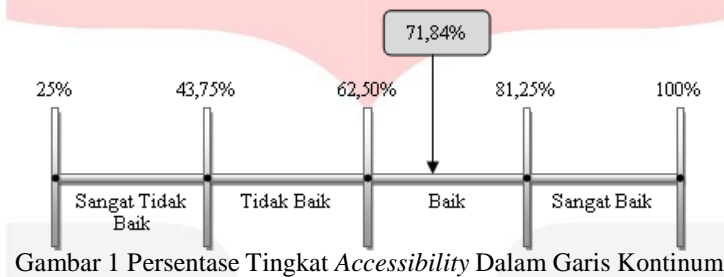 71,84%
25% 43,75% 62,50% 81,25% 100%
Sangat Tidak Baik Tidak Baik Baik Sangat Baik
Gambar 1 Persentase Tingkat Accessibility Dalam Garis Kontinum